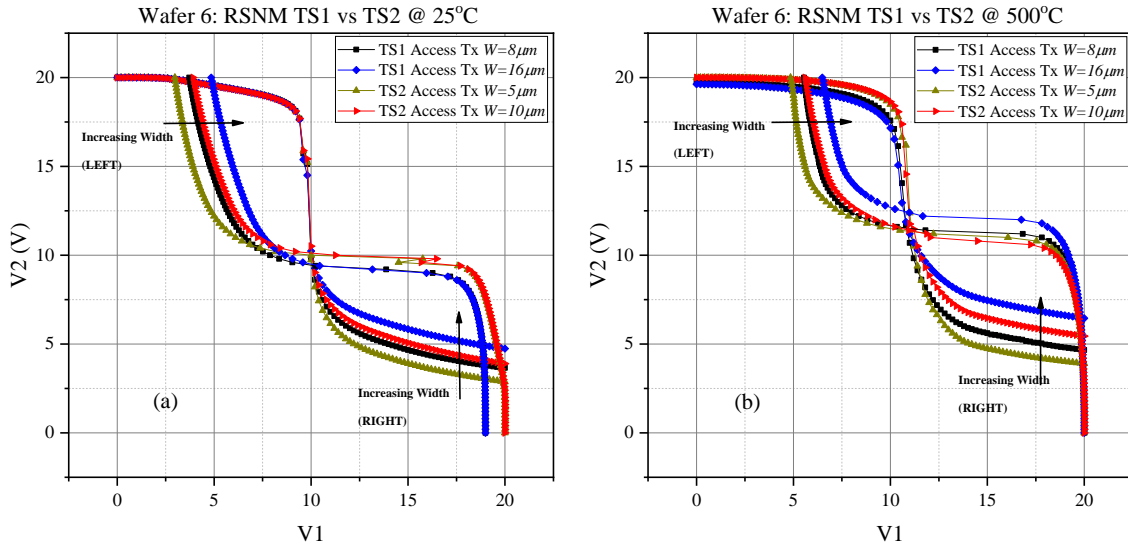 Wafer 6: RSNM TS1 vs TS2 @ 25°C
TS1 Access Tx W=8μm
TS1 Access Tx W=16μm
TS2 Access Tx W=5μm
TS2 Access Tx W=10μm
20
15
10
5
0
V2 (V)
Increasing Width
(LEFT)
Increasing Width
(RIGHT)
(a)
0 5 10 15 20
V1
Wafer 6: RSNM TS1 vs TS2 @ 500°C
TS1 Access Tx W=8μm
TS1 Access Tx W=16μm
TS2 Access Tx W=5μm
TS2 Access Tx W=10μm
20
15
10
5
0
V2 (V)
Increasing Width
(LEFT)
Increasing Width
(RIGHT)
(b)
0 5 10 15 20
V1